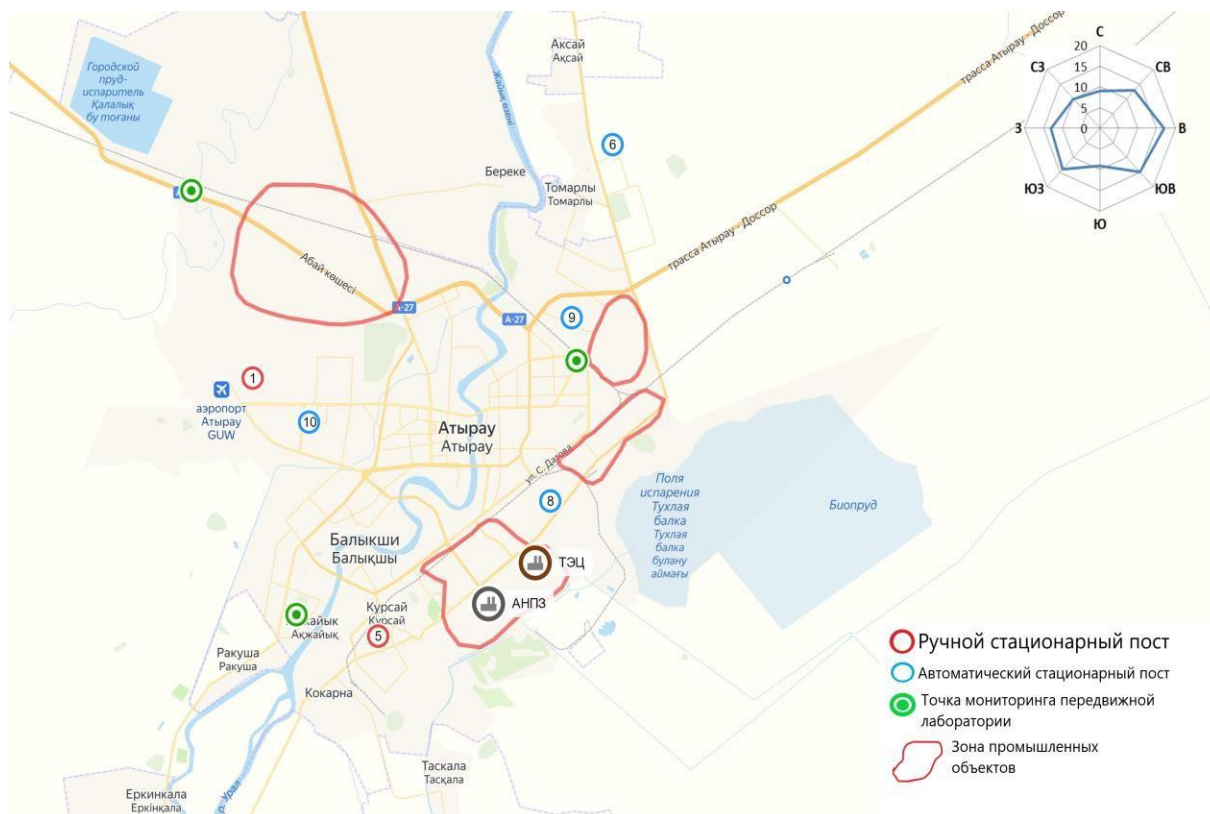 Аксай
Ақсай
трасса Атырау - Доссор
С
20
СЗ
15
СВ
10
5
З
0
В
ЮЗ
ЮВ
Ю
Городской
пруд-
испаритель
Қалалық
бу тоғаны
Жайық өзені
6
Береке
Томарлы
Томарлы
трасса Атырау - Доссор
Абай көшесі
А-27
А-27
9
1
аэропорт
Атырау
GUW
10
Атырау
Атырау
ул. С. Датова
8
Поля
испарения
Тухлая
балка
Тухлая
балка
булану
аймағы
Биопруд
Балыкши
Балықшы
ТЭЦ
АНПЗ
Курсай
Құрсай
5
Ақжайық
Ракуша
Ракуша
Кокарна
Таскала
Тасқала
Еркинкала
Еркінқала
р. Урал
Ручной стационарный пост
Автоматический стационарный пост
Точка мониторинга передвижной
лаборатории
Зона промышленных
объектов